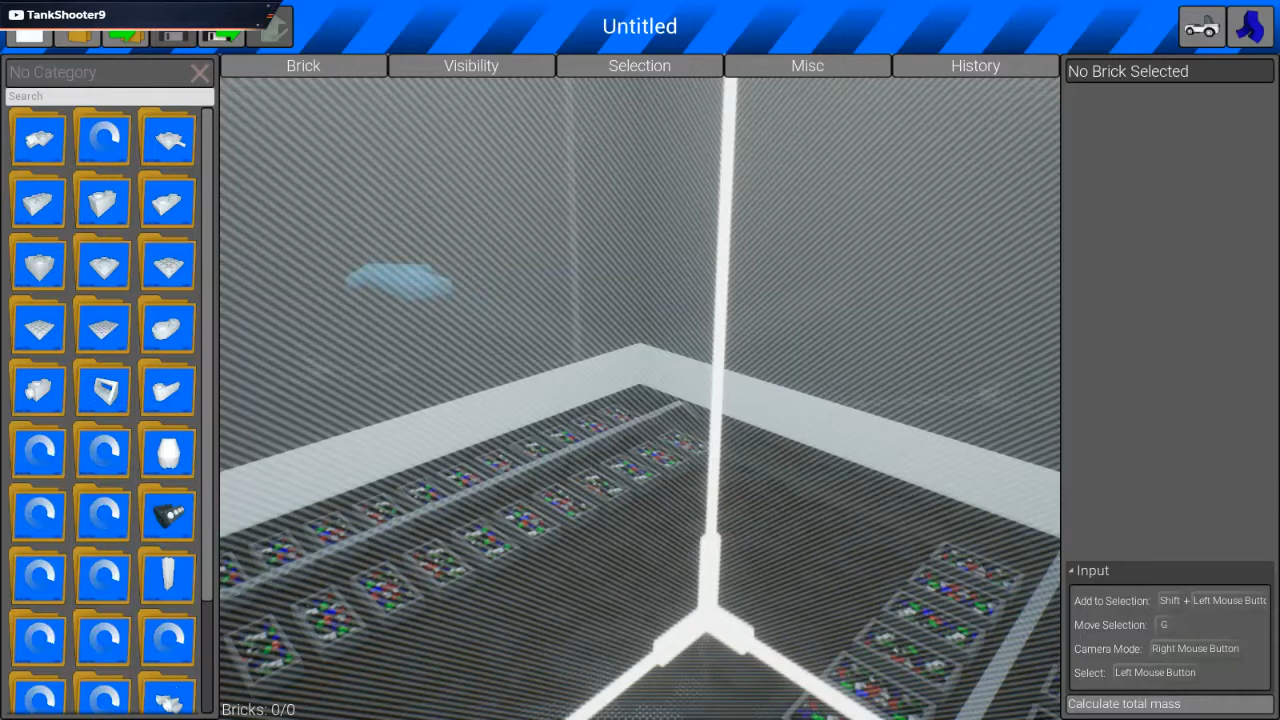 TankShooter9
Untitled
No Category
Search
Brick
Visibility
Selection
Misc
History
No Brick Selected
Input
Add to Selection: Shift + Left Mouse Butto
Move Selection: G
Camera Mode: Right Mouse Button
Select: Left Mouse Button
Calculate total mass
Bricks: 0/0